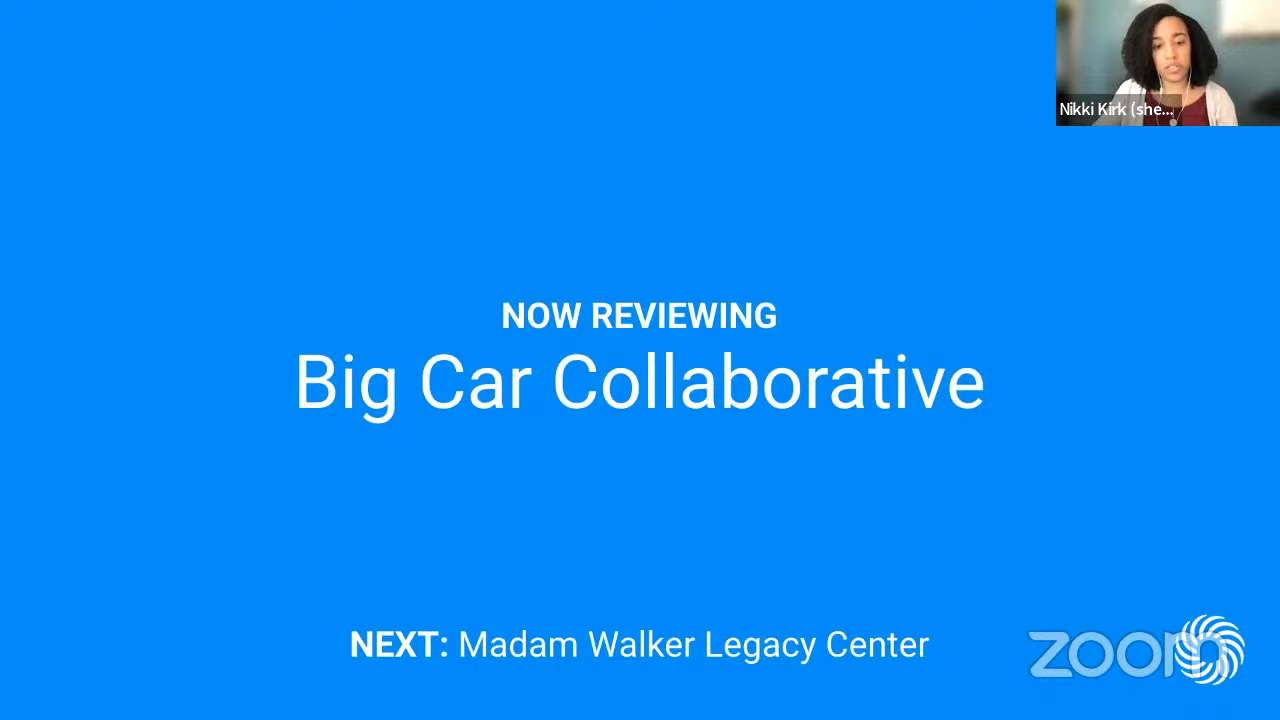 Nikki Kirk (she...
NOW REVIEWING
Big Car Collaborative
NEXT: Madam Walker Legacy Center
zoom